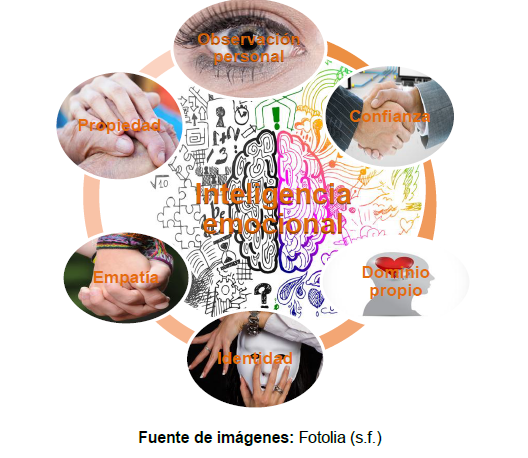 Observación
personal
Confianza
Dominio
propio
Identidad
Empatía
Propiedad
Inteligencia
emocional
Fuente de imágenes: Fotolia (s.f.)